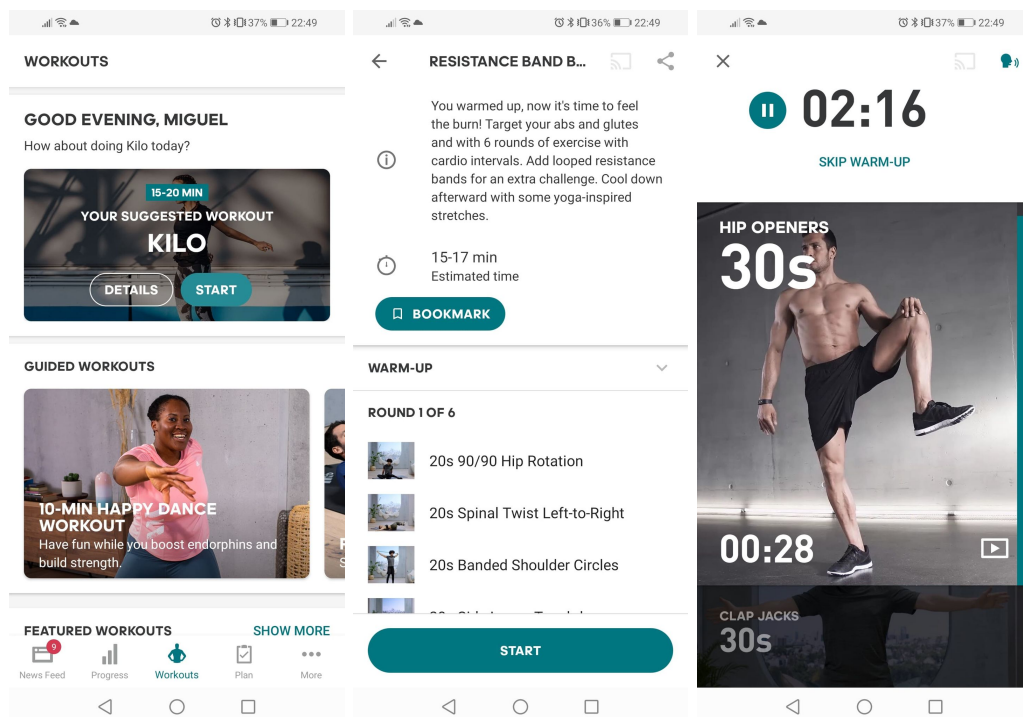 37% 22:49
WORKOUTS
GOOD EVENING, MIGUEL
How about doing Kilo today?
15-20 MIN
YOUR SUGGESTED WORKOUT
KILO
DETAILS
START
GUIDED WORKOUTS
10-MIN HAPPY DANCE
WORKOUT
Have fun while you boost endorphins and
build strength.
FEATURED WORKOUTS
SHOW MORE
9
News Feed
Progress
Workouts
Plan
More
36% 22:49
RESISTANCE BAND B...
You warmed up, now it's time to feel
the burn! Target your abs and glutes
and with 6 rounds of exercise with
cardio intervals. Add looped resistance
bands for an extra challenge. Cool down
afterward with some yoga-inspired
stretches.
15-17 min
Estimated time
BOOKMARK
WARM-UP
ROUND 1 OF 6
20s 90/90 Hip Rotation
20s Spinal Twist Left-to-Right
20s Banded Shoulder Circles
START
37% 22:49
02:16
SKIP WARM-UP
HIP OPENERS
30s
00:28
CLAP JACKS
30s